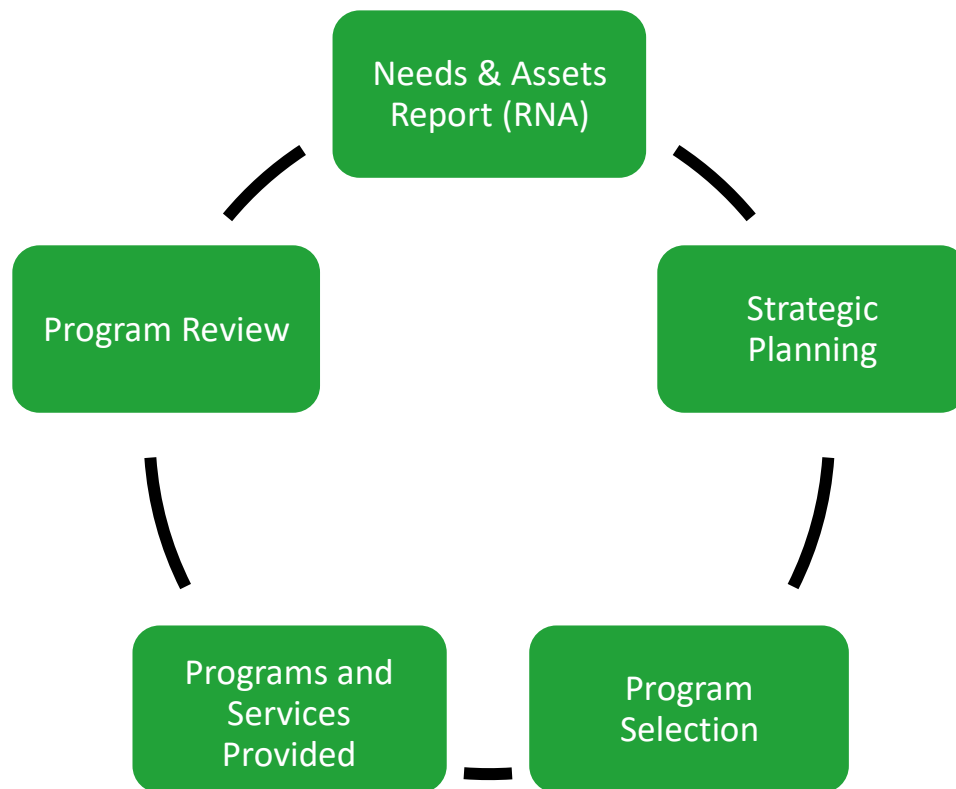 Needs & Assets
Report (RNA)
Strategic
Planning
Program
Selection
Programs and
Services
Provided
Program Review